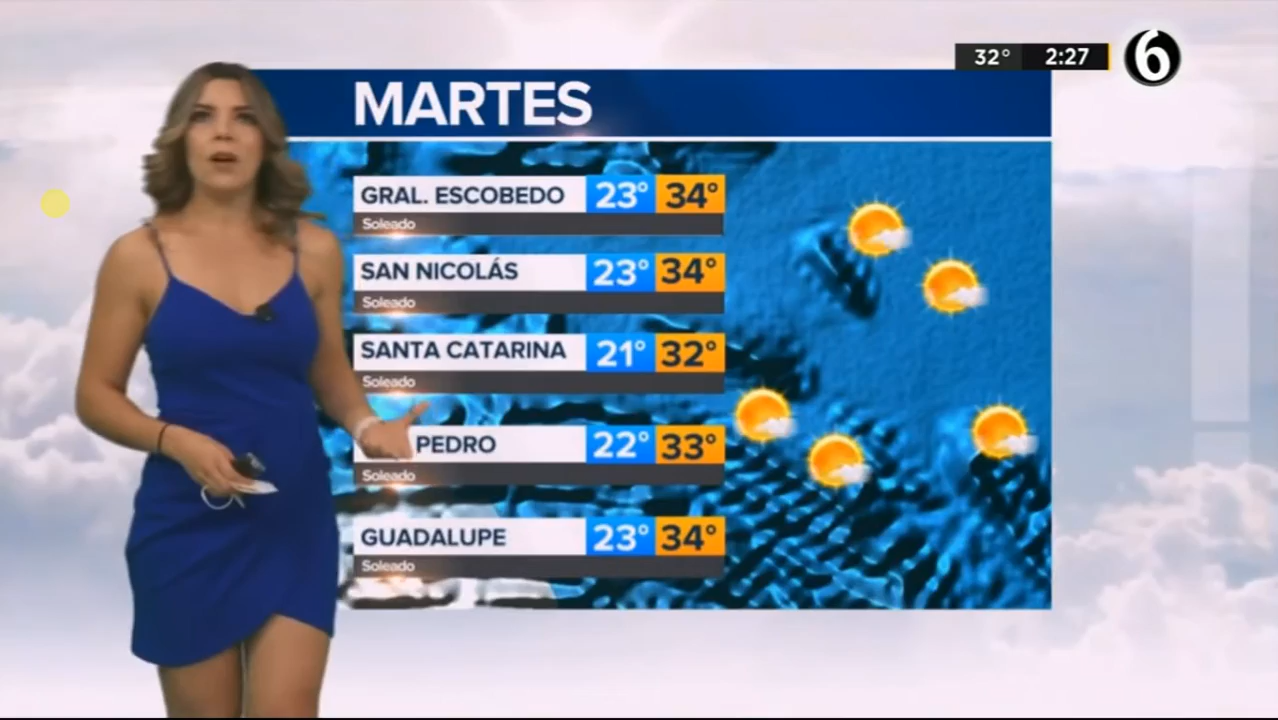 32° 2:27 6
MARTES
GRAL. ESCOBEDO 23° 34°
Soleado
SAN NICOLÁS 23° 34°
Soleado
SANTA CATARINA 21° 32°
Soleado
PEDRO 22° 33°
Soleado
GUADALUPE 23° 34°
Soleado